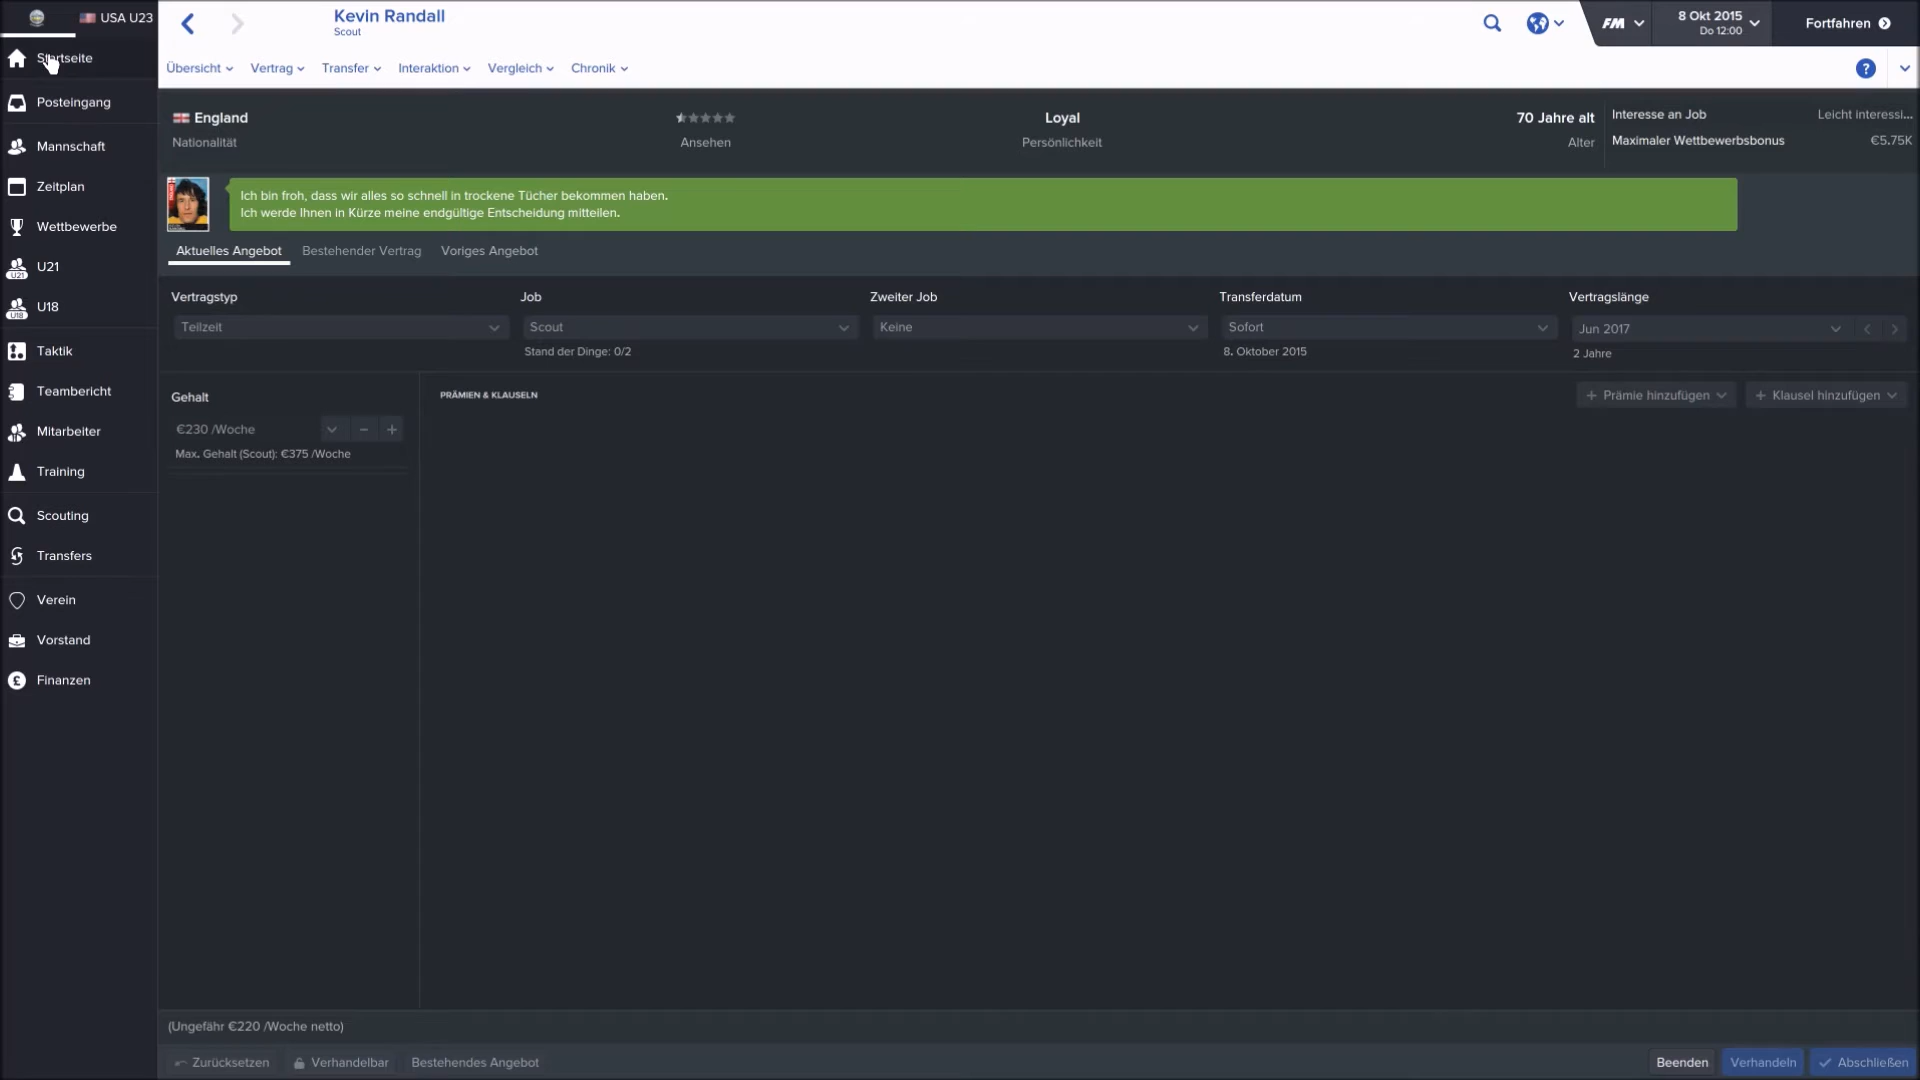 USA U23
Kevin Randall
Scout
FM
8 Okt 2015
Do 12:00
Fortfahren
Startseite
Posteingang
Mannschaft
Zeitplan
Wettbewerbe
U21
U18
Taktik
Teambericht
Mitarbeiter
Training
Scouting
Transfers
Verein
Vorstand
Finanzen
Übersicht
Vertrag
Transfer
Interaktion
Vergleich
Chronik
?
England
Nationalität
Ansehen
Loyal
Persönlichkeit
70 Jahre alt
Alter
Interesse an Job
Leicht interessi...
Maximaler Wettbewerbsbonus
€5.75K
Ich bin froh, dass wir alles so schnell in trockene Tücher bekommen haben.
Ich werde Ihnen in Kürze meine endgültige Entscheidung mitteilen.
Aktuelles Angebot
Bestehender Vertrag
Voriges Angebot
Vertragstyp
Teilzeit
Job
Scout
Stand der Dinge: 0/2
Zweiter Job
Keine
Transferdatum
Sofort
8. Oktober 2015
Vertragslänge
Jun 2017
2 Jahre
Gehalt
€230 /Woche
Max. Gehalt (Scout): €375 /Woche
PRÄMIEN & KLAUSELN
Prämie hinzufügen
Klausel hinzufügen
(Ungefähr €220 /Woche netto)
Zurücksetzen
Verhandelbar
Bestehendes Angebot
Beenden
Verhandeln
Abschließen